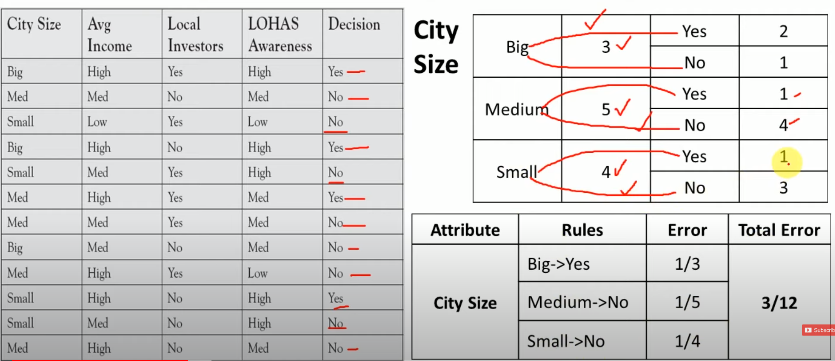 City Size Avg Income Local Investors LOHAS Awareness Decision
Big High Yes High Yes
Med Med No Med No
Small Low Yes Low No
Big High No High Yes
Small Med Yes High No
Med High Yes Med Yes
Med Med Yes Med No
Big Med No Med No
Med High Yes Low No
Small High No High Yes
Small Med No High No
Med High No Med No
City Size
Big 3 Yes 2
No 1
Medium 5 Yes 1
No 4
Small 4 Yes 1
No 3
Attribute Rules Error Total Error
City Size Big->Yes 1/3 3/12
Medium->No 1/5
Small->No 1/4